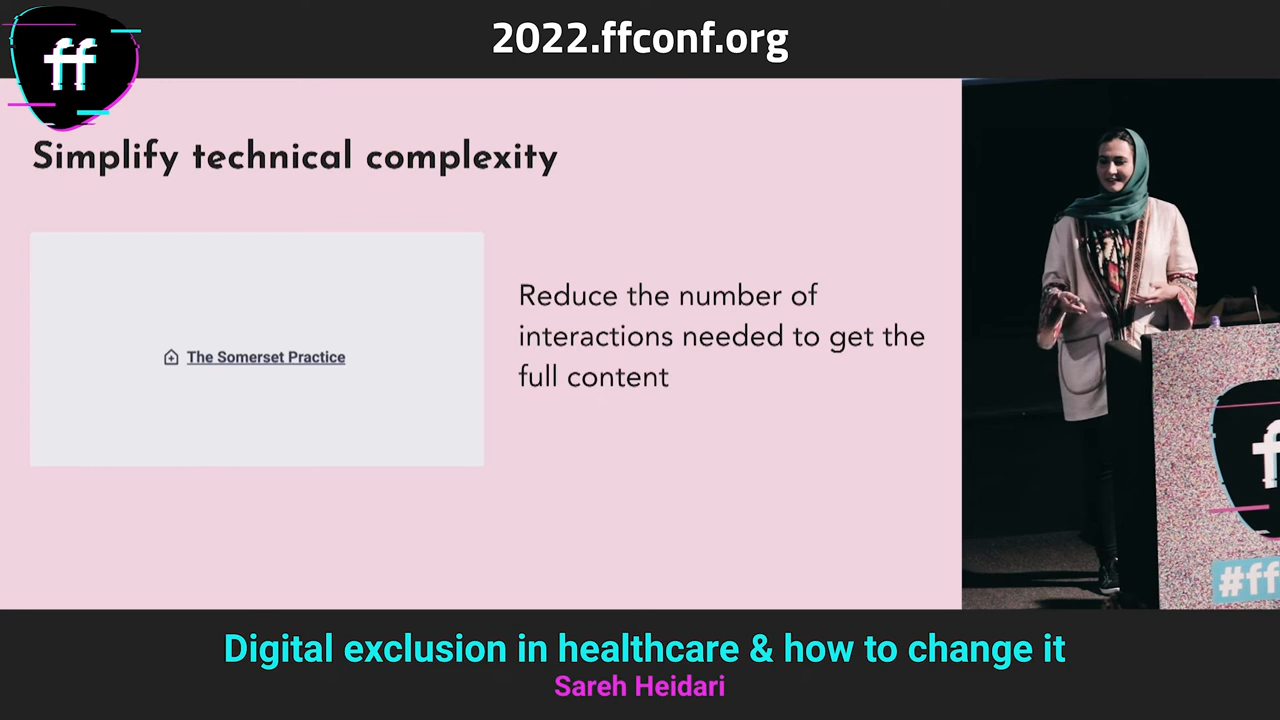 ff
2022.ffconf.org
Simplify technical complexity
The Somerset Practice
Reduce the number of
interactions needed to get the
full content
f
#ff
Digital exclusion in healthcare & how to change it
Sareh Heidari